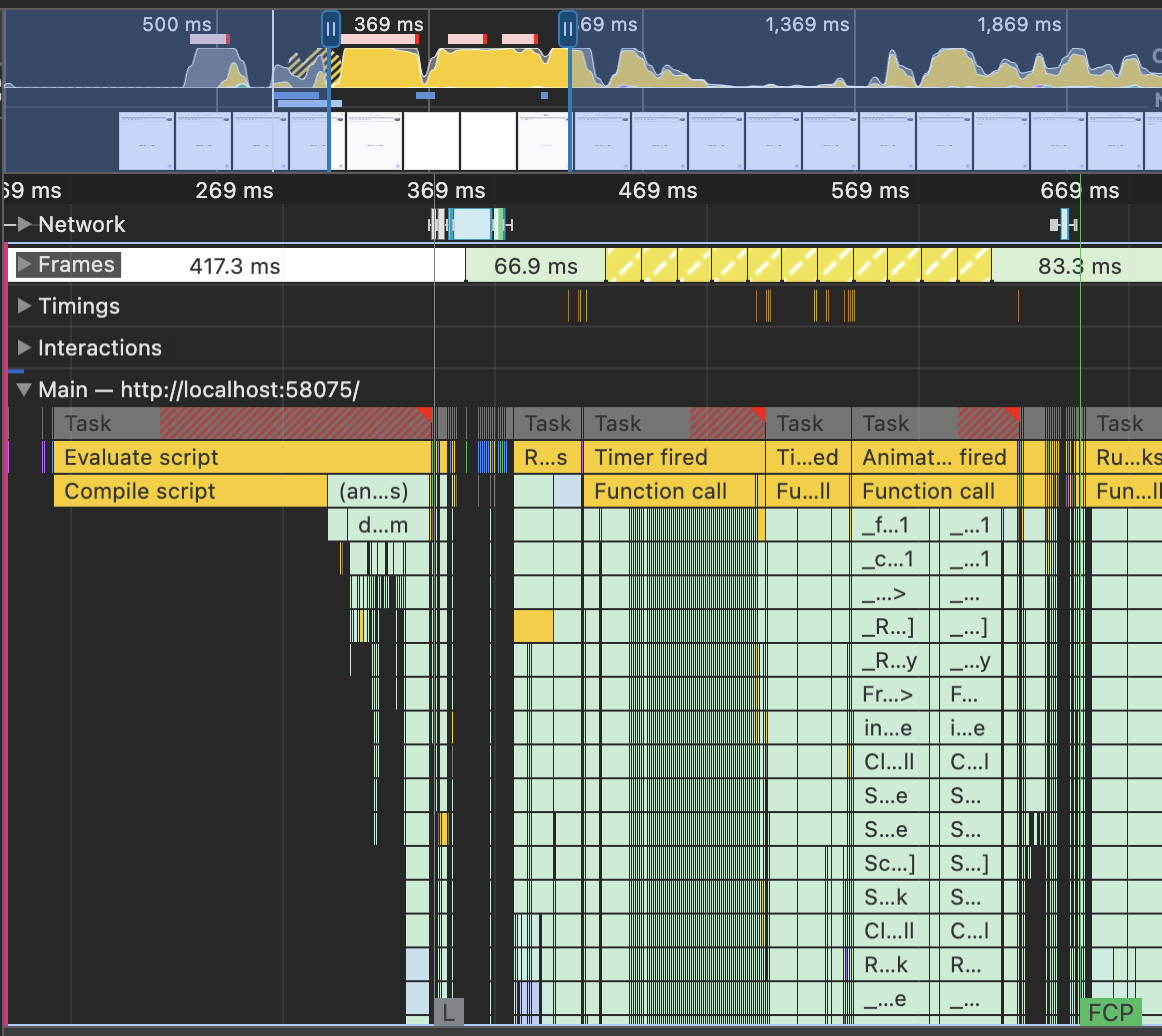 500 ms 369 ms 869 ms 1,369 ms 1,869 ms
69 ms 269 ms 369 ms 469 ms 569 ms 669 ms
Network
Frames 417.3 ms 66.9 ms 83.3 ms
Timings
Interactions
Main — http://localhost:58075/
Task Task Task Task Task Task
Evaluate script R...s Timer fired Ti...ed Animat... fired Ru...ks
Compile script (an...s) Function call Fu...ll Function call Fun...ll
d...m _f...1 _...1
_c...1 _...1
_...> _...
_R...] _...]
_R...y _...y
Fr...> F...
in...e i...e
Cl...ll C...l
S...e S...
S...e S...
Sc...] S...]
S...k S...
Cl...ll C...l
R...k R...
_...e _...
L FCP